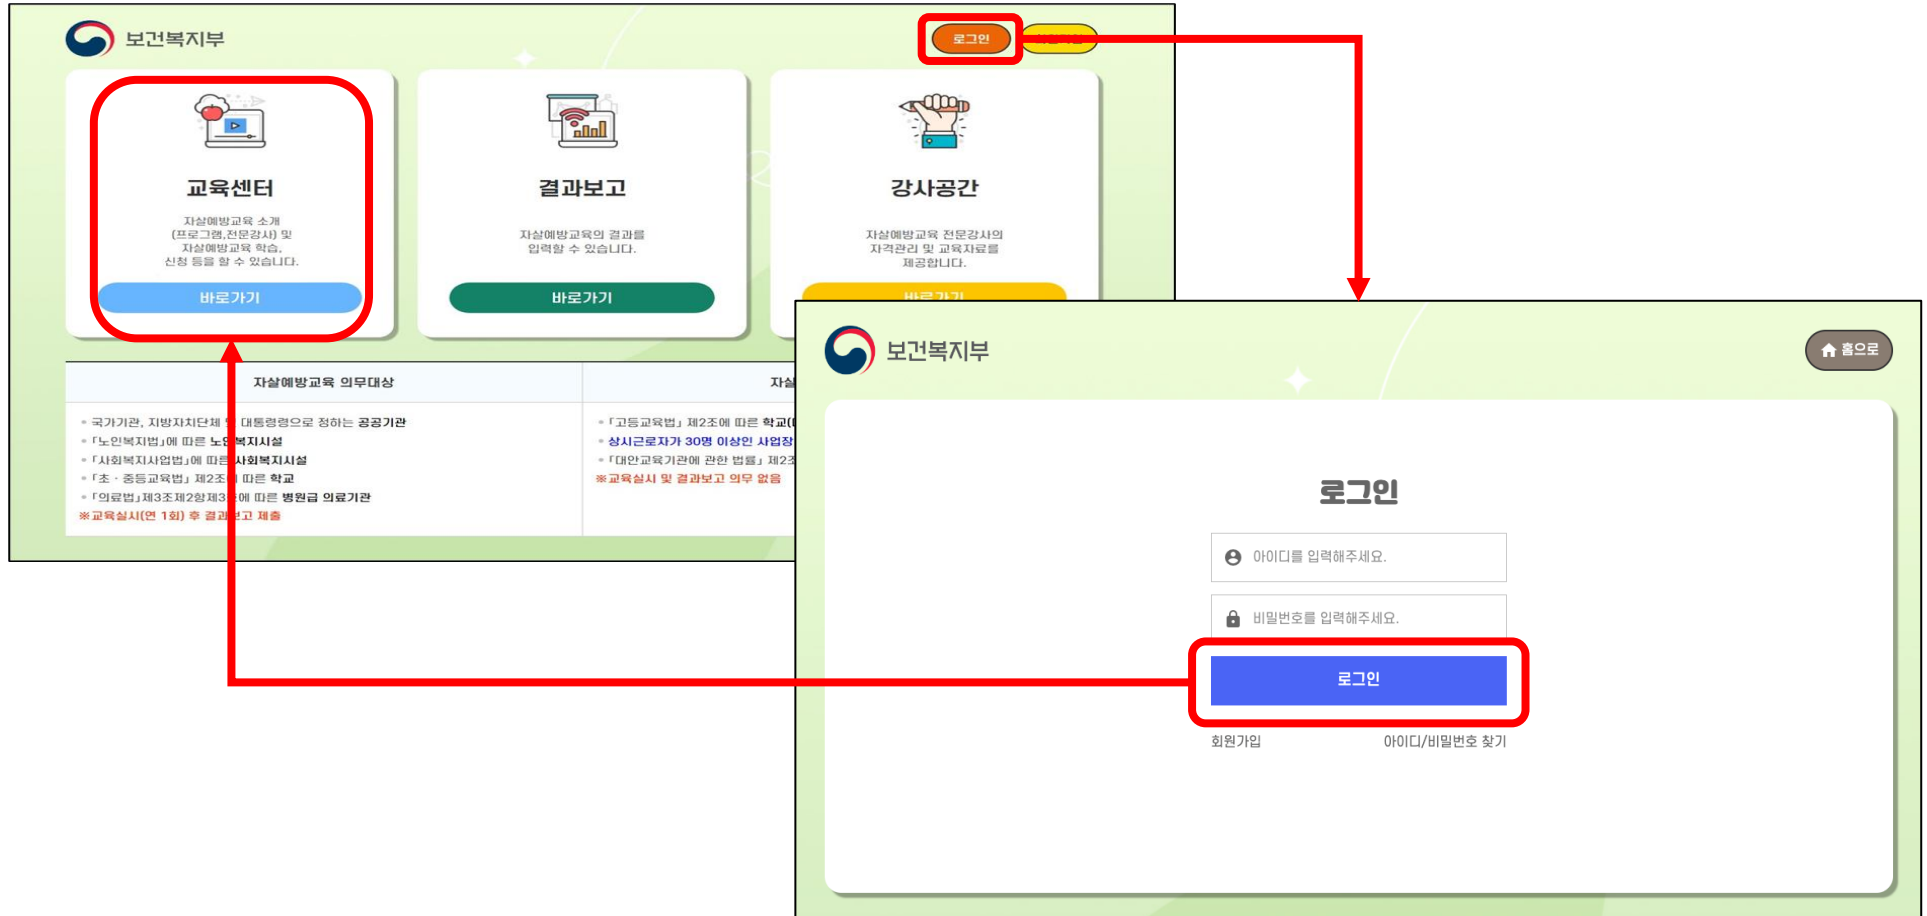 보건복지부
로그인
교육센터
자살예방교육 소개
(프로그램,전문강사) 및
자살예방교육 학습,
신청 등을 할 수 있습니다.
바로가기
결과보고
자살예방교육의 결과를
입력할 수 있습니다.
바로가기
강사공간
자살예방교육 전문강사의
자격관리 및 교육자료를
제공합니다.
바로가기
자살예방교육 의무대상
국가기관, 지방자치단체 및 대통령령으로 정하는 공공기관
「노인복지법」에 따른 노인복지시설
「사회복지사업법」에 따른 사회복지시설
「초 · 중등교육법」 제2조에 따른 학교
「의료법」제3조제2항제3호에 따른 병원급 의료기관
※교육실시(연 1회) 후 결과보고 제출
자살
「고등교육법」 제2조에 따른 학교(
상시근로자가 30명 이상인 사업장
「대안교육기관에 관한 법률」 제2조
※교육실시 및 결과보고 의무 없음
보건복지부
홈으로
로그인
아이디를 입력해주세요.
비밀번호를 입력해주세요.
로그인
회원가입
아이디/비밀번호 찾기